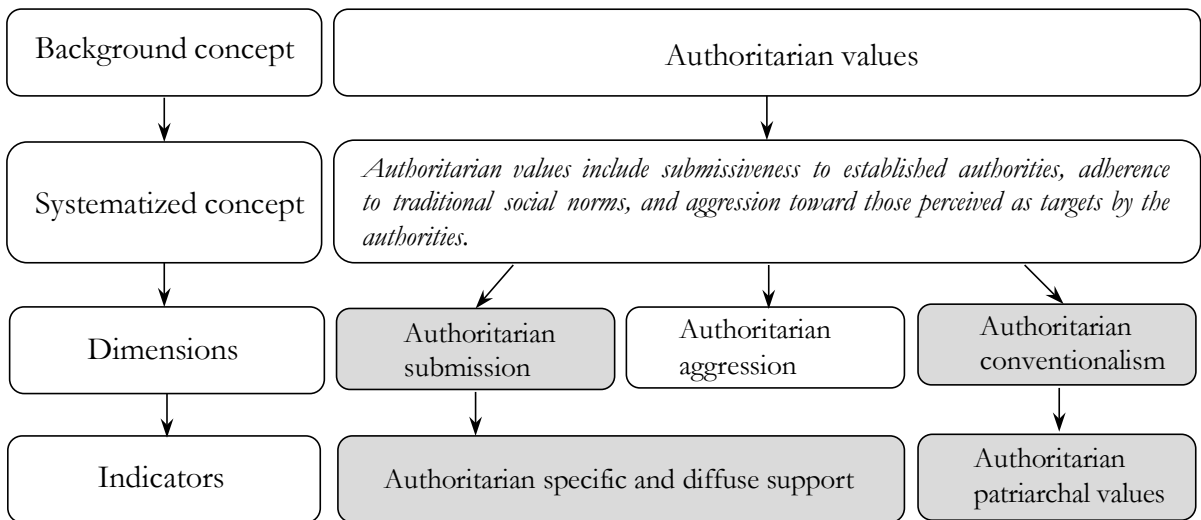 Background concept
Authoritarian values
Systematized concept
Authoritarian values include submissiveness to established authorities, adherence
to traditional social norms, and aggression toward those perceived as targets by the
authorities.
Dimensions
Authoritarian
submission
Authoritarian
aggression
Authoritarian
conventionalism
Indicators
Authoritarian specific and diffuse support
Authoritarian
patriarchal values